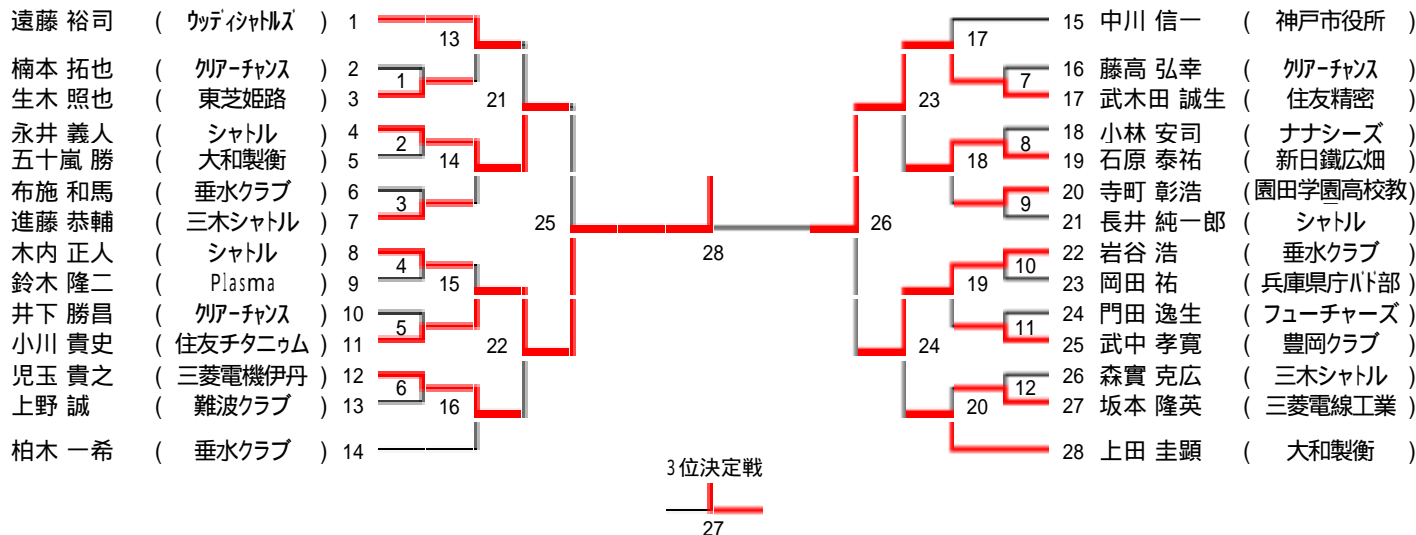 遠藤 裕司 ( ウッディシャトルズ ) 1
楠本 拓也 ( クリアーチャンス ) 2
生木 照也 ( 東芝姫路 ) 3
永井 義人 ( シャトル ) 4
五十嵐 勝 ( 大和製衡 ) 5
布施 和馬 ( 垂水クラブ ) 6
進藤 恭輔 ( 三木シャトル ) 7
木内 正人 ( シャトル ) 8
鈴木 隆二 ( Plasma ) 9
井下 勝昌 ( クリアーチャンス ) 10
小川 貴史 ( 住友チタニゥム ) 11
児玉 貴之 ( 三菱電機伊丹 ) 12
上野 誠 ( 難波クラブ ) 13
柏木 一希 ( 垂水クラブ ) 14
13
1
21
2
14
3
25
4
15
5
22
6
16
28
3位決定戦
27
17
7
23
8
18
9
26
10
19
11
24
12
20
15 中川 信一 ( 神戸市役所 )
16 藤高 弘幸 ( クリアーチャンス )
17 武木田 誠生 ( 住友精密 )
18 小林 安司 ( ナナシーズ )
19 石原 泰祐 ( 新日鐵広畑 )
20 寺町 彰浩 ( 園田学園高校教 )
21 長井 純一郎 ( シャトル )
22 岩谷 浩 ( 垂水クラブ )
23 岡田 祐 ( 兵庫県庁バド部 )
24 門田 逸生 ( フューチャーズ )
25 武中 孝寛 ( 豊岡クラブ )
26 森實 克広 ( 三木シャトル )
27 坂本 隆英 ( 三菱電線工業 )
28 上田 圭顕 ( 大和製衡 )